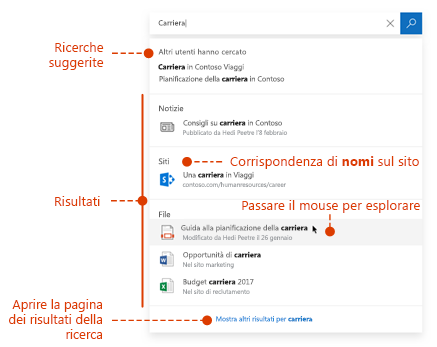 Carriera
Ricerche
suggerite
Altri utenti hanno cercato
Carriera in Contoso Viaggi
Pianificazione della carriera in Contoso
Notizie
Consigli su carriera in Contoso
Pubblicato da Hedi Peetre l'8 febbraio
Siti
Corrispondenza di nomi sul sito
Una carriera in Viaggi
contoso.com/humanresources/career
Risultati
Passare il mouse per esplorare
File
Guida alla pianificazione della carriera
Modificato da Hedi Peetre il 26 gennaio
Opportunità di carriera
Nel sito marketing
Budget carriera 2017
Nel sito di reclutamento
Aprire la pagina
dei risultati della
ricerca
Mostra altri risultati per carriera